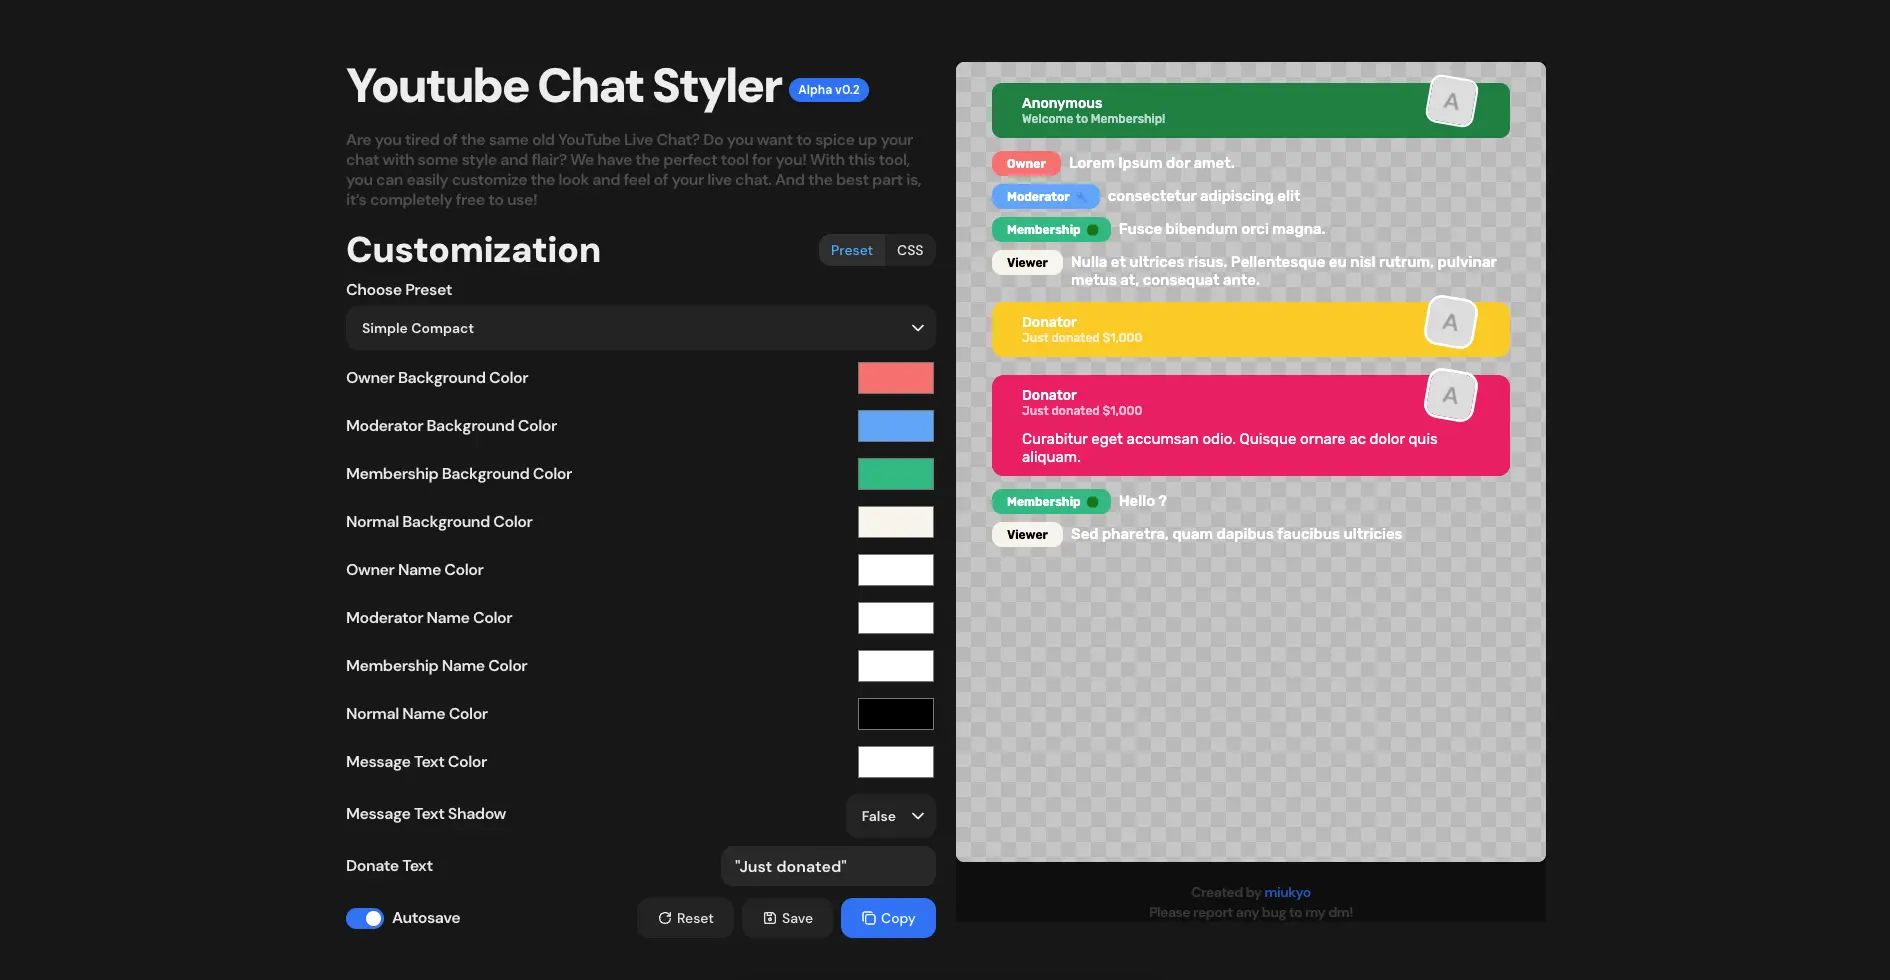 Youtube Chat Styler Alpha v0.2
Are you tired of the same old YouTube Live Chat? Do you want to spice up your
chat with some style and flair? We have the perfect tool for you! With this tool,
you can easily customize the look and feel of your live chat. And the best part is,
it's completely free to use!
Customization
Preset CSS
Choose Preset
Simple Compact
Owner Background Color
Moderator Background Color
Membership Background Color
Normal Background Color
Owner Name Color
Moderator Name Color
Membership Name Color
Normal Name Color
Message Text Color
Message Text Shadow False
Donate Text "Just donated"
Autosave Reset Save Copy
Anonymous
Welcome to Membership!
A
Owner Lorem Ipsum dor amet.
Moderator consectetur adipiscing elit
Membership Fusce bibendum orci magna.
Viewer Nulla et ultrices risus. Pellentesque eu nisl rutrum, pulvinar
metus at, consequat ante.
Donator
Just donated $1,000
A
Donator
Just donated $1,000
A
Curabitur eget accumsan odio. Quisque ornare ac dolor quis
aliquam.
Membership Hello ?
Viewer Sed pharetra, quam dapibus faucibus ultricies
Created by miukyo
Please report any bug to my dm!